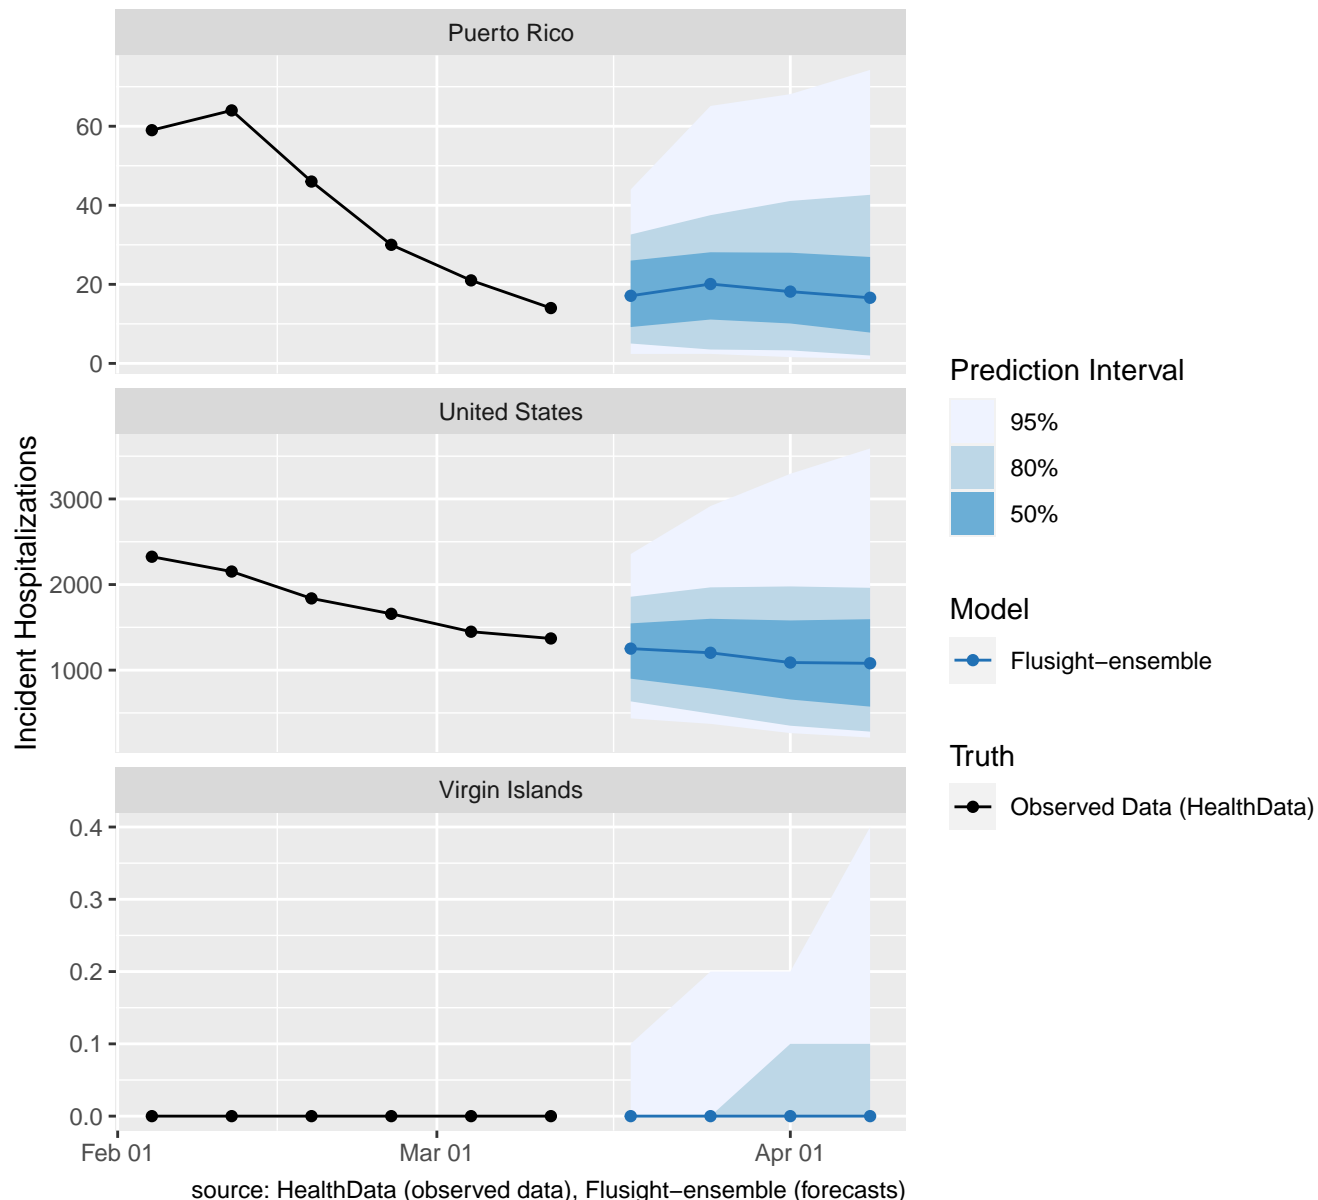 Puerto Rico
60
40
20
0
United States
3000
2000
1000
Virgin Islands
0.4
0.3
0.2
0.1
0.0
Feb 01
Mar 01
Apr 01
Incident Hospitalizations
source: HealthData (observed data), Flusight−ensemble (forecasts)
Prediction Interval
95%
80%
50%
Model
Flusight−ensemble
Truth
Observed Data (HealthData)